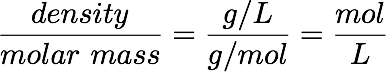 density / molar mass = g/L / g/mol = mol / L